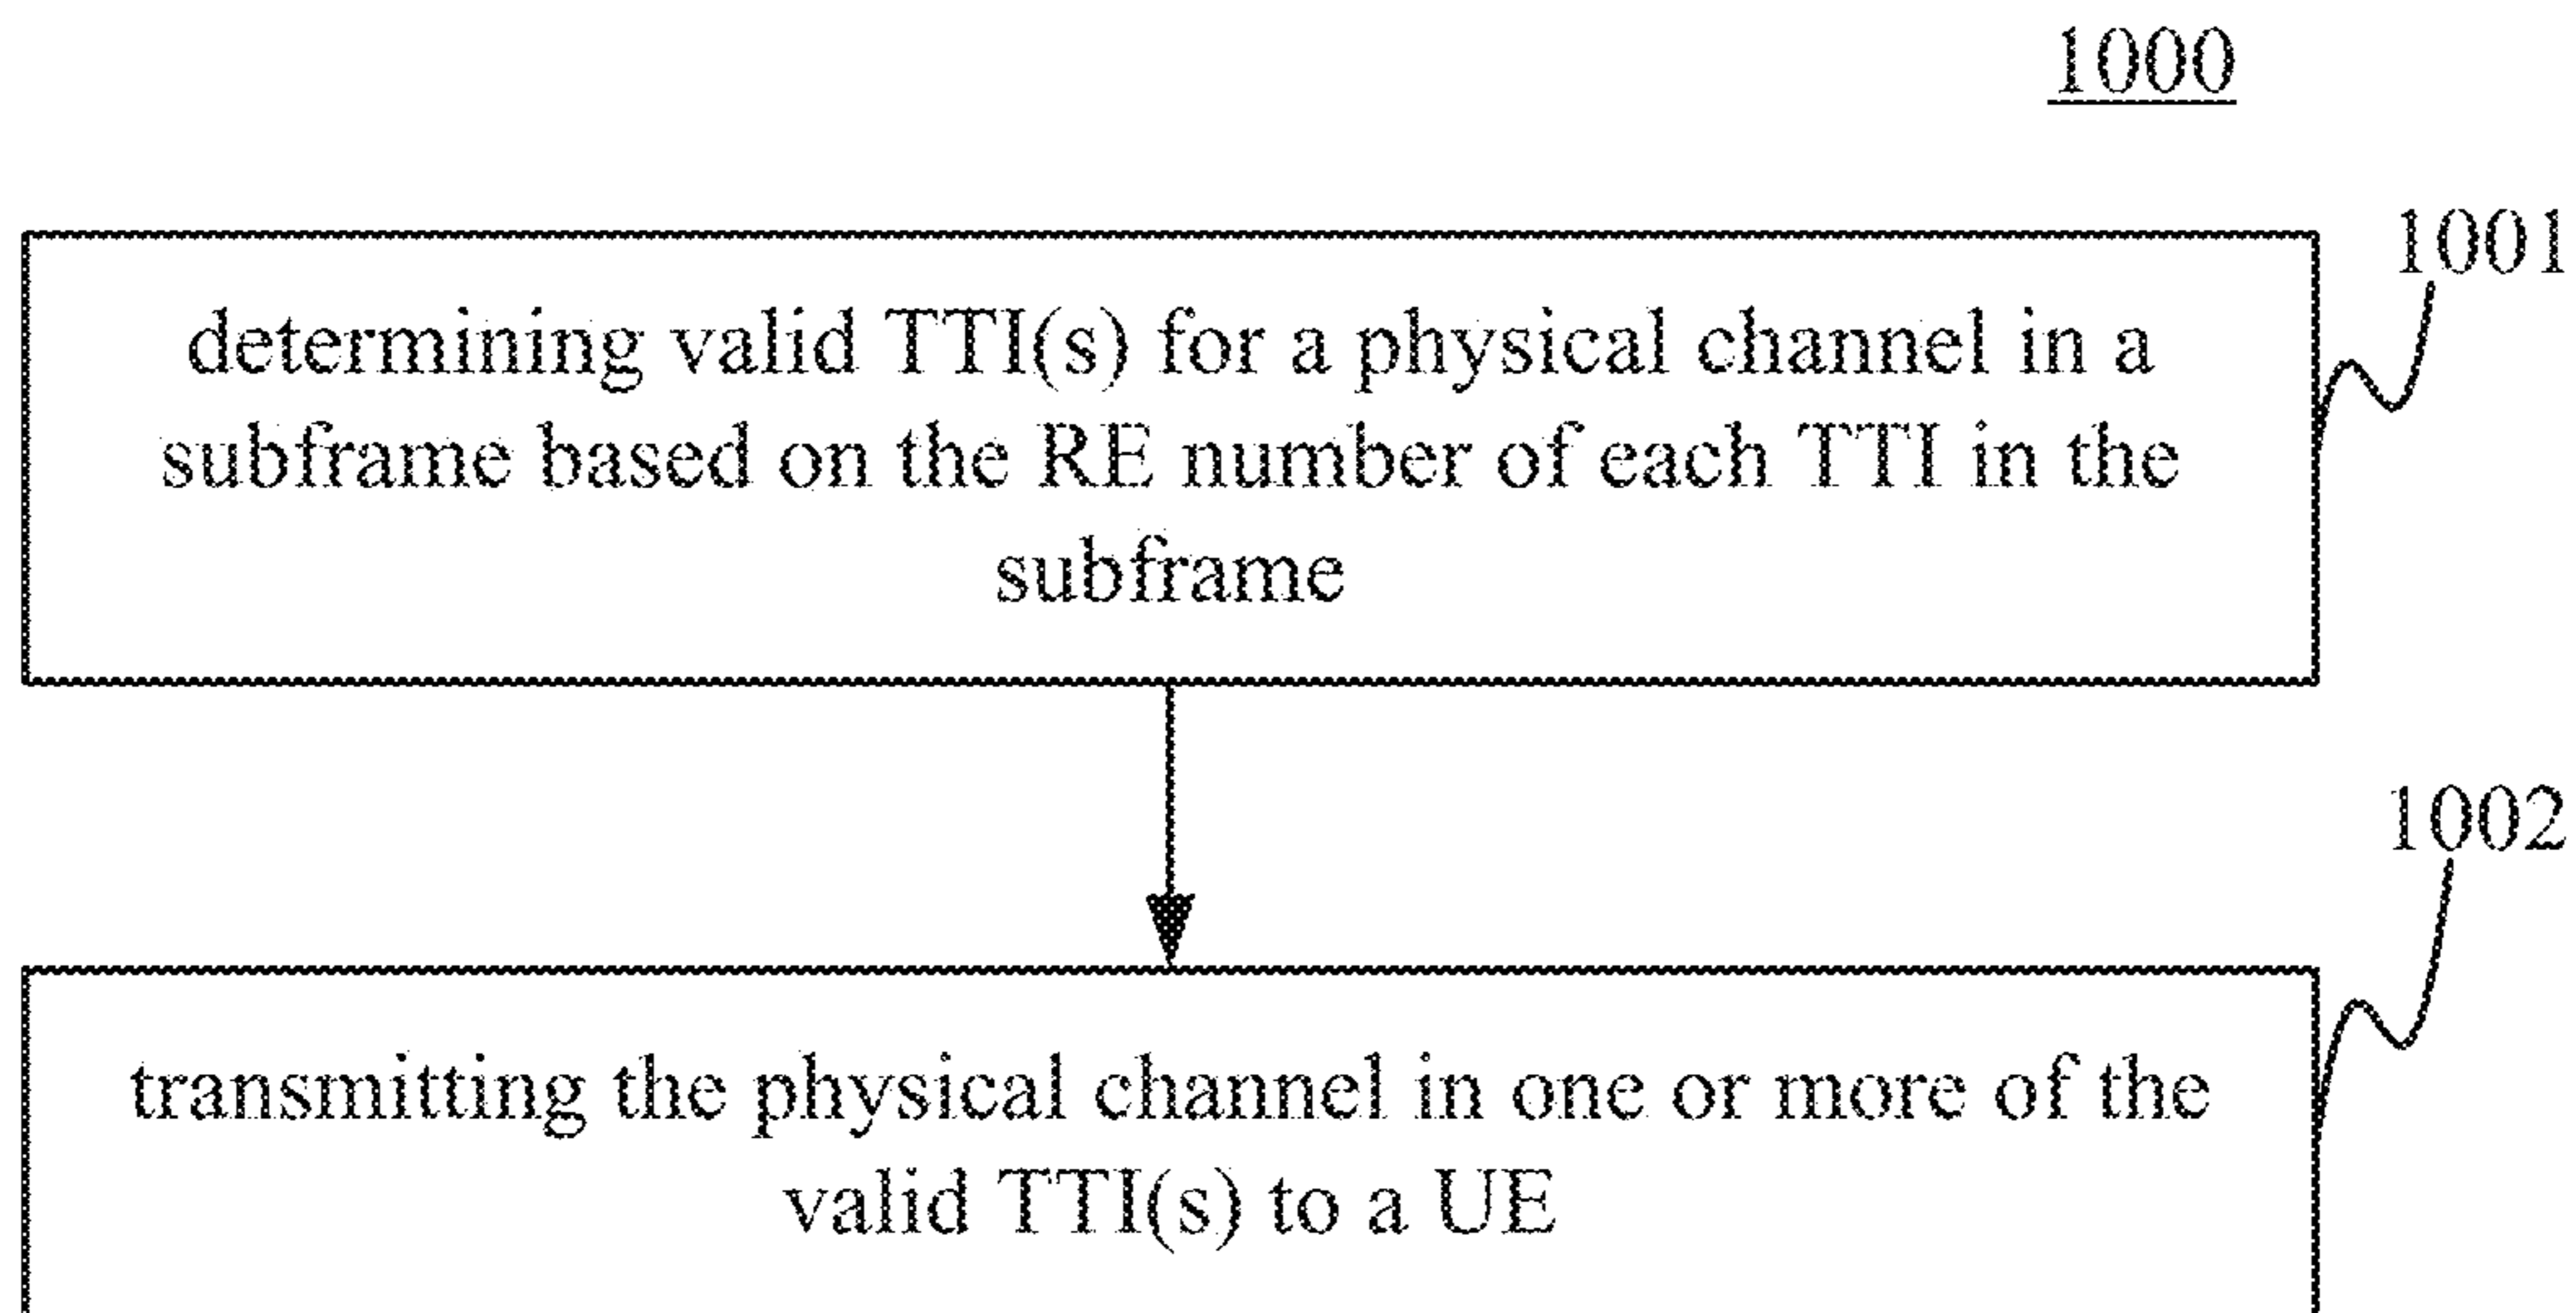 1000
1001
determining valid TTI(s) for a physical channel in a
subframe based on the RE number of each TTI in the
subframe
1002
transmitting the physical channel in one or more of the
valid TTI(s) to a UE